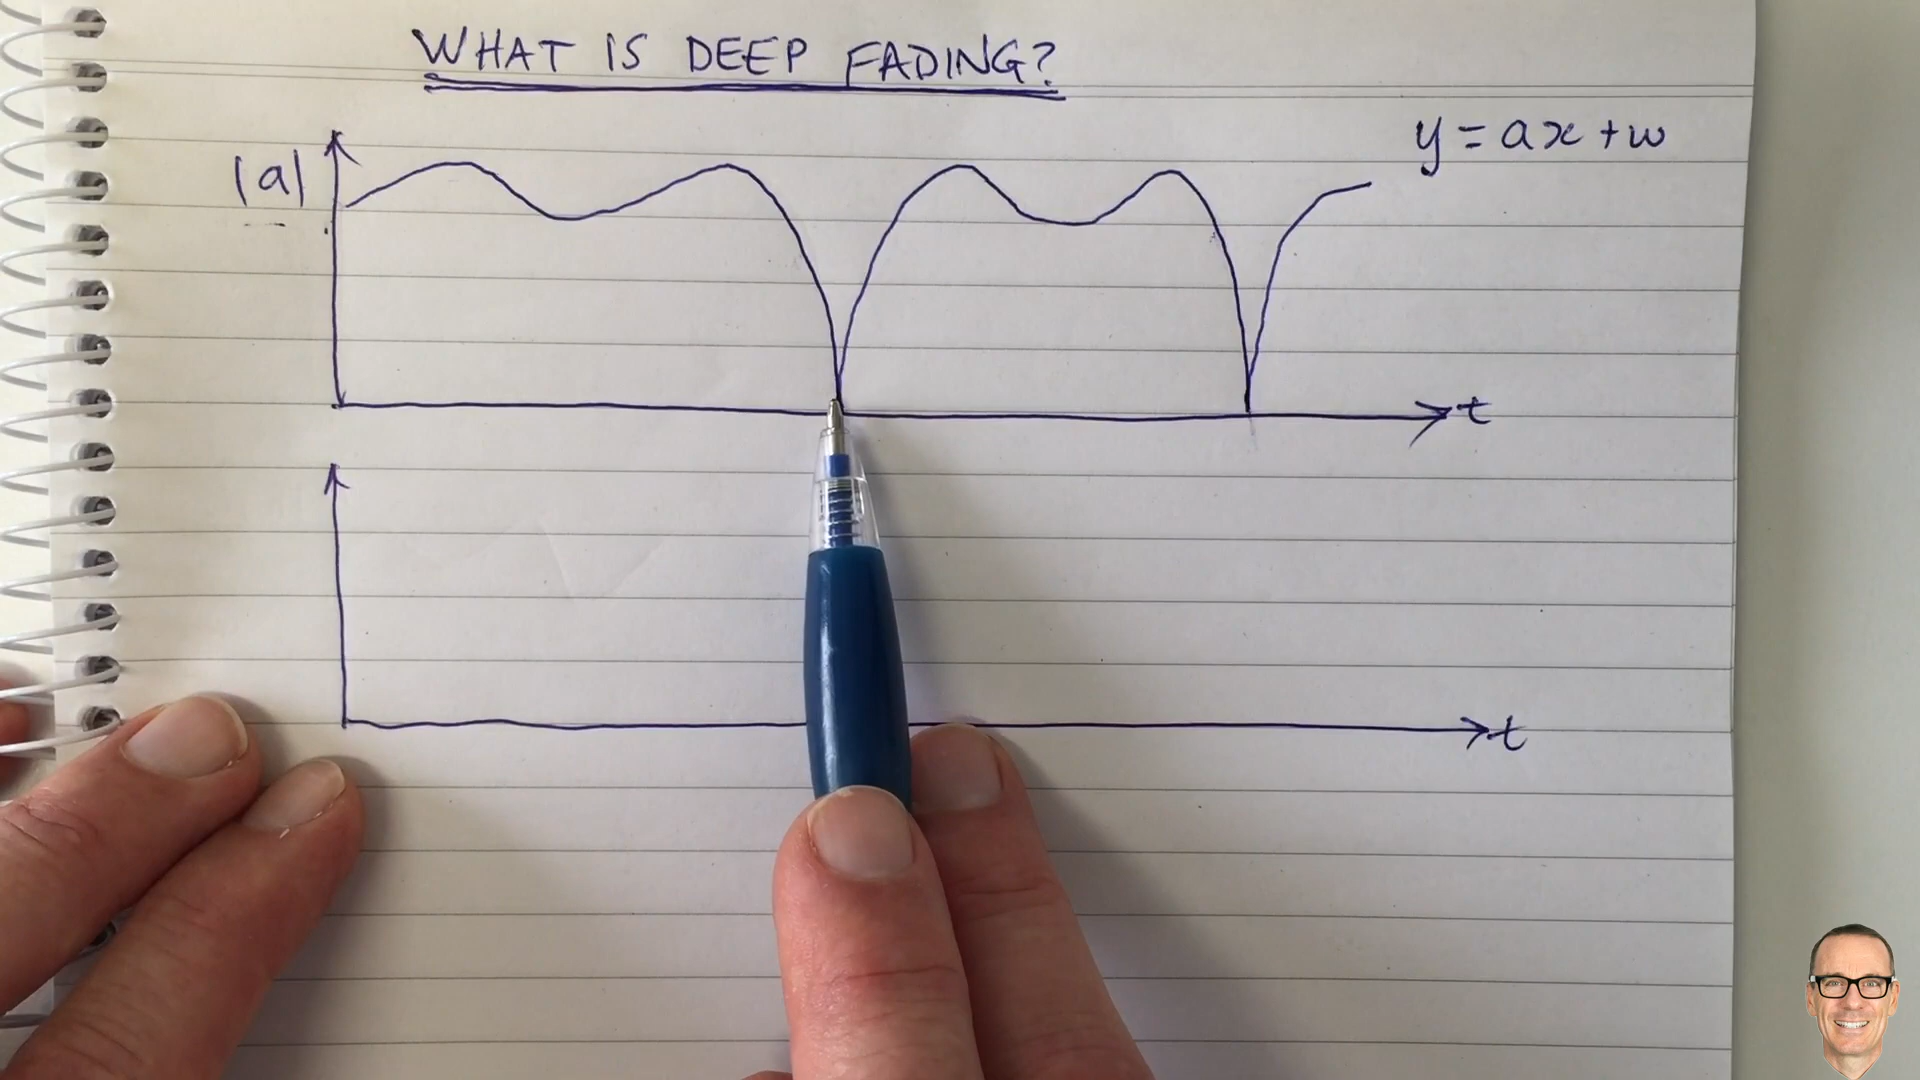 WHAT IS DEEP FADING?
y = ax + w
|a|
t
t